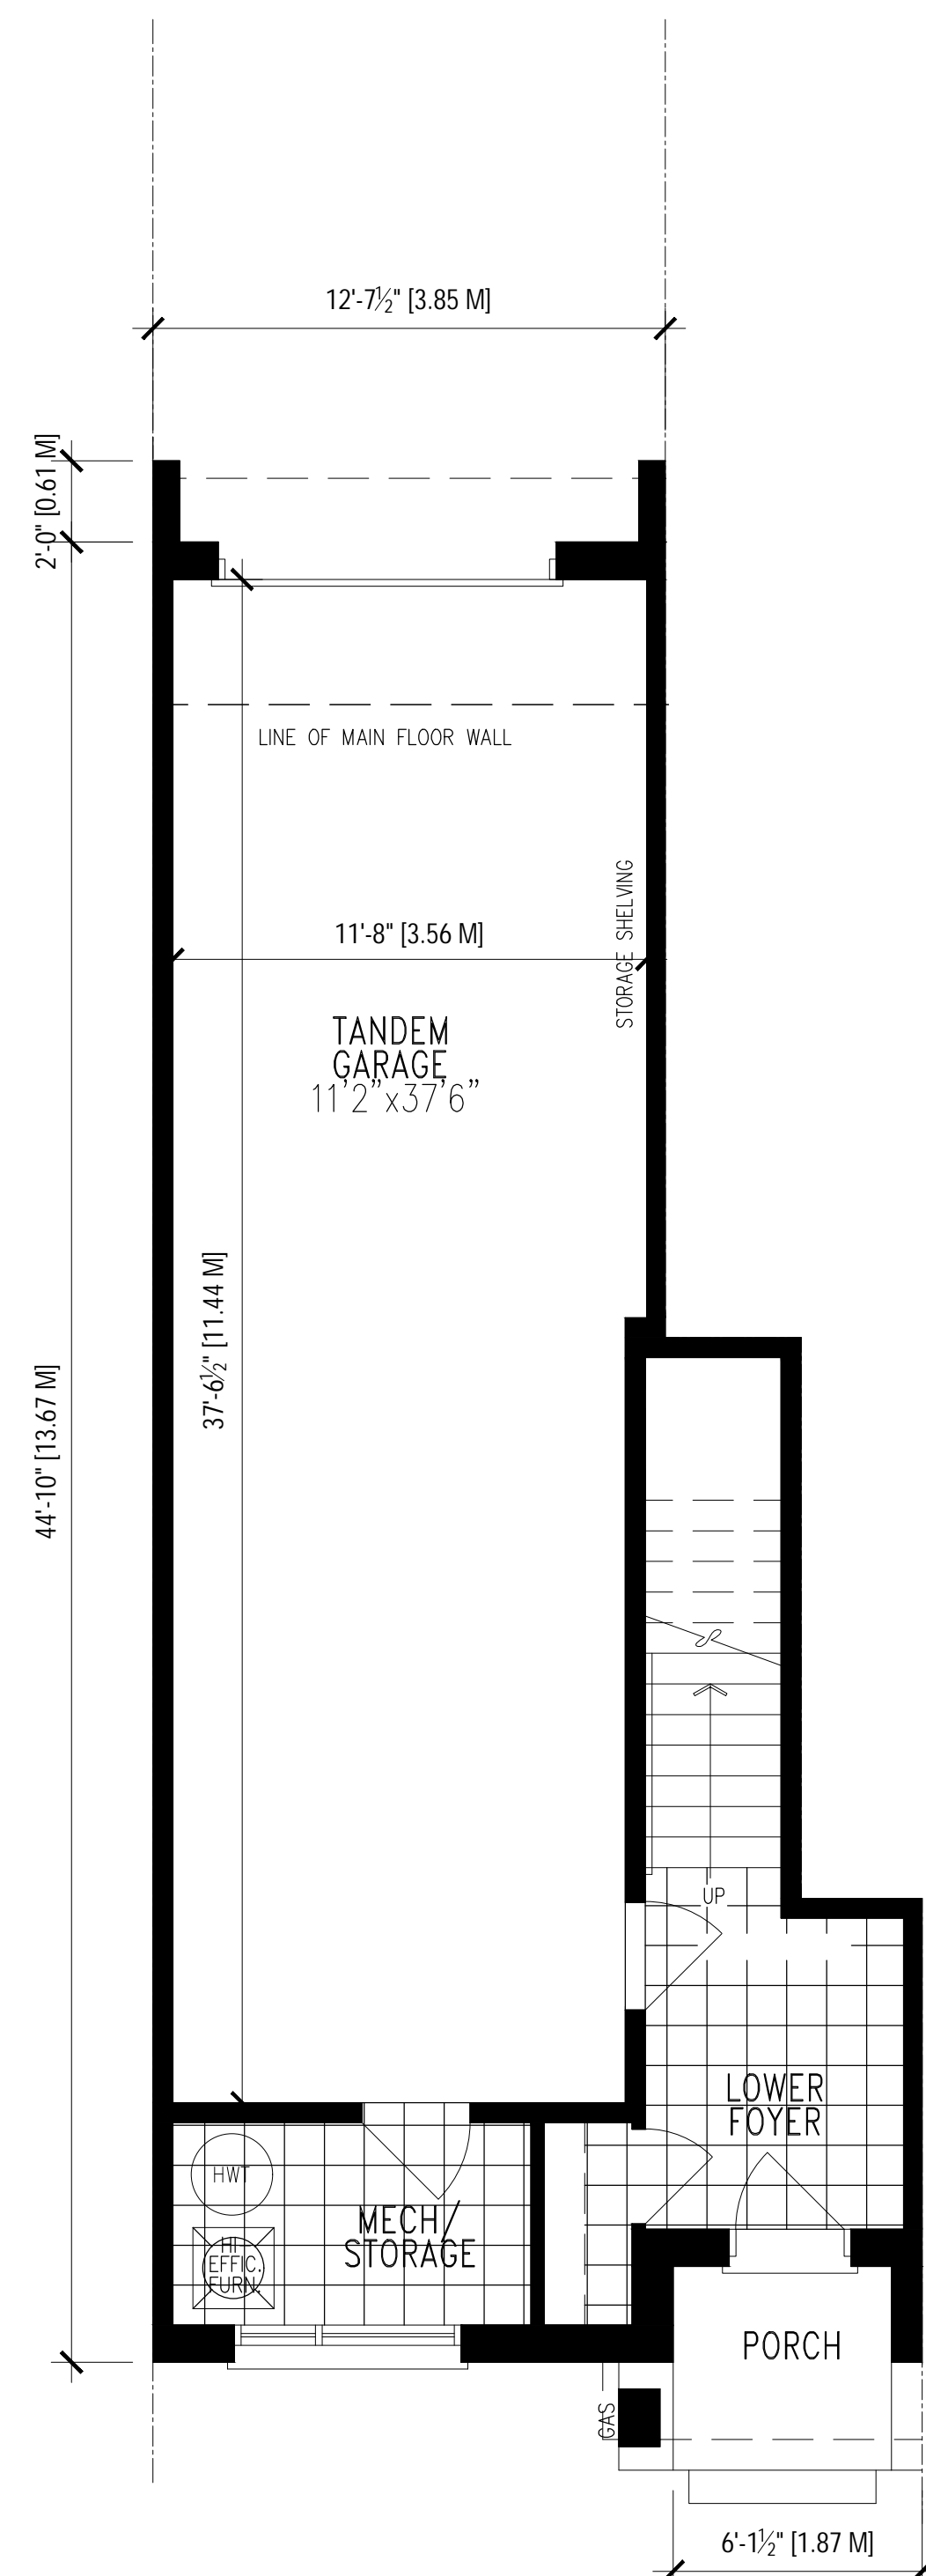 12'-7½" [3.85 M]
2'-0" [0.61 M]
LINE OF MAIN FLOOR WALL
STORAGE SHELVING
11'-8" [3.56 M]
TANDEM
GARAGE
11'2"x37'6"
37'-6½" [11.44 M]
44'-10" [13.67 M]
UP
LOWER
FOYER
HWT
MECH/
STORAGE
HI-
EFFIC.
FURN.
PORCH
GAS
6'-1½" [1.87 M]